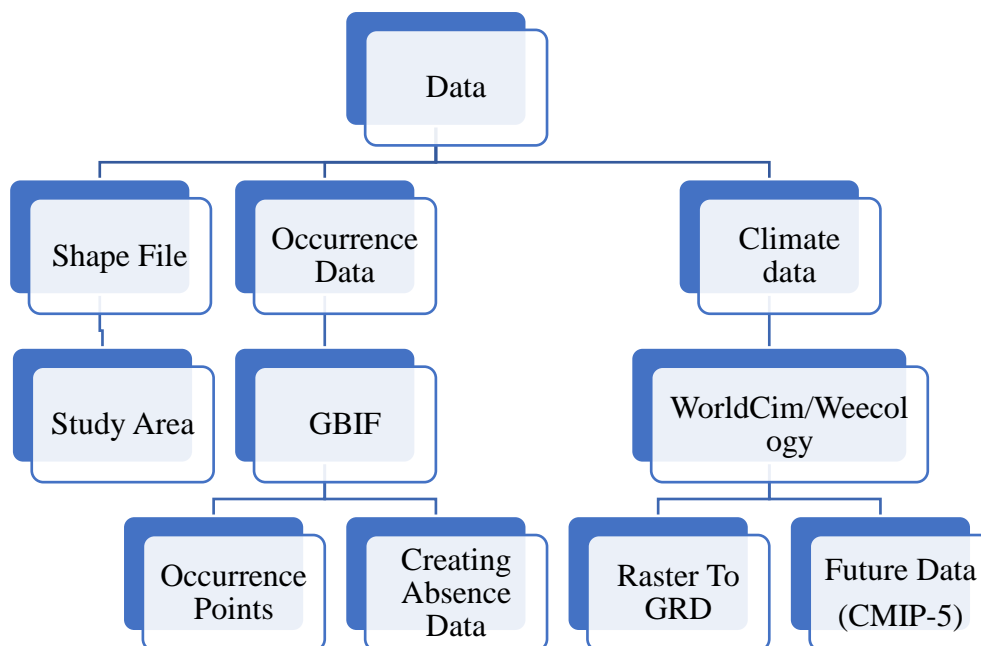 Data
Shape File
Occurrence
Data
Climate
data
Study Area
GBIF
WorldCim/Weecol
ogy
Occurrence
Points
Creating
Absence
Data
Raster To
GRD
Future Data
(CMIP-5)